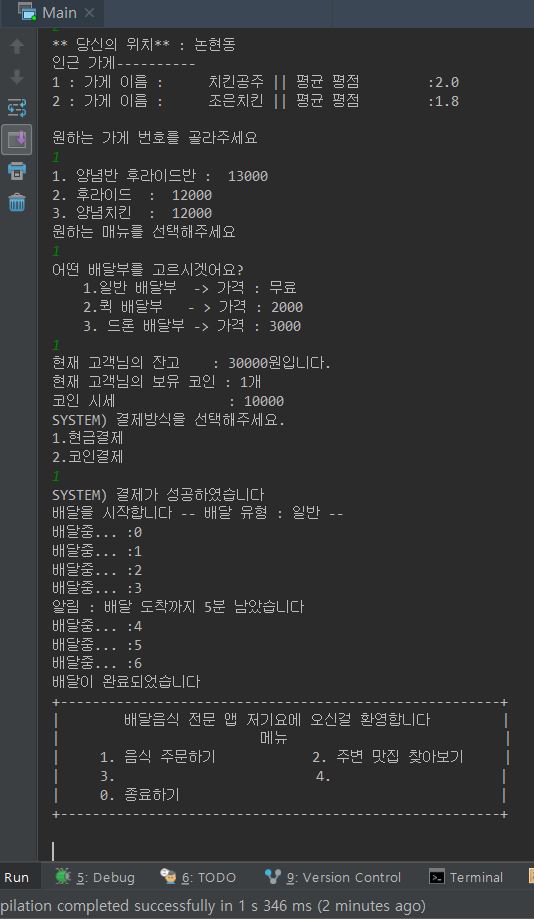 Main
** 당신의 위치** : 논현동
인근 가게----------
1 : 가게 이름 :      치킨공주 || 평균 평점        :2.0
2 : 가게 이름 :      조은치킨 || 평균 평점        :1.8
원하는 가게 번호를 골라주세요
1
1. 양념반 후라이드반 :  13000
2. 후라이드  :  12000
3. 양념치킨  :  12000
원하는 메뉴를 선택해주세요
1
어떤 배달부를 고르시겟어요?
1.일반 배달부  -> 가격 : 무료
2.퀵 배달부   - > 가격 : 2000
3. 드론 배달부 -> 가격 : 3000
1
현재 고객님의 잔고    : 30000원입니다.
현재 고객님의 보유 코인 : 1개
코인 시세              : 10000
SYSTEM) 결제방식을 선택해주세요.
1.현금결제
2.코인결제
1
SYSTEM) 결제가 성공하였습니다
배달을 시작합니다 -- 배달 유형 : 일반 --
배달중... :0
배달중... :1
배달중... :2
배달중... :3
알림 : 배달 도착까지 5분 남았습니다
배달중... :4
배달중... :5
배달중... :6
배달이 완료되었습니다
+---------------------------------------------------+
|        배달음식 전문 앱 저기요에 오신걸 환영합니다         |
|                         메뉴                           |
|     1. 음식 주문하기            2. 주변 맛집 찾아보기     |
|     3.                         4.                     |
|     0. 종료하기                                        |
+---------------------------------------------------+
Run 5: Debug 6: TODO 9: Version Control Terminal
pilation completed successfully in 1 s 346 ms (2 minutes ago)